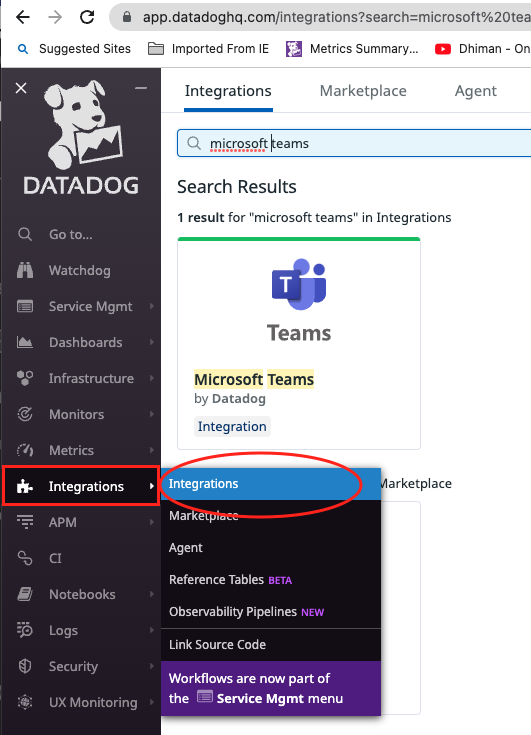 app.datadoghq.com/integrations?search=microsoft%20tea
Suggested Sites
Imported From IE
Metrics Summary...
Dhiman - On
DATADOG
Go to...
Watchdog
Service Mgmt
Dashboards
Infrastructure
Monitors
Metrics
Integrations
APM
CI
Notebooks
Logs
Security
UX Monitoring
Integrations
Marketplace
Agent
microsoft teams
Search Results
1 result for "microsoft teams" in Integrations
T
Teams
Microsoft Teams
by Datadog
Integration
Marketplace
Integrations
Marketplace
Agent
Reference Tables BETA
Observability Pipelines NEW
Link Source Code
Workflows are now part of
the Service Mgmt menu